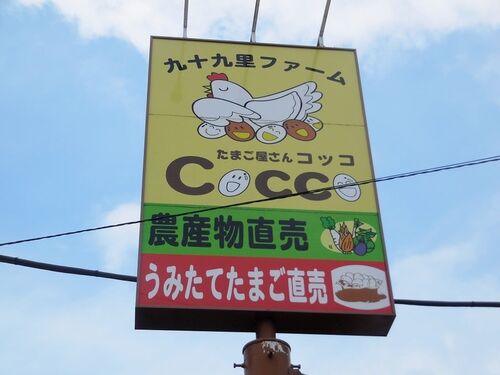 九十九里ファーム
たまご屋さんコッコ
Cocco
農産物直売
うみたてたまご直売